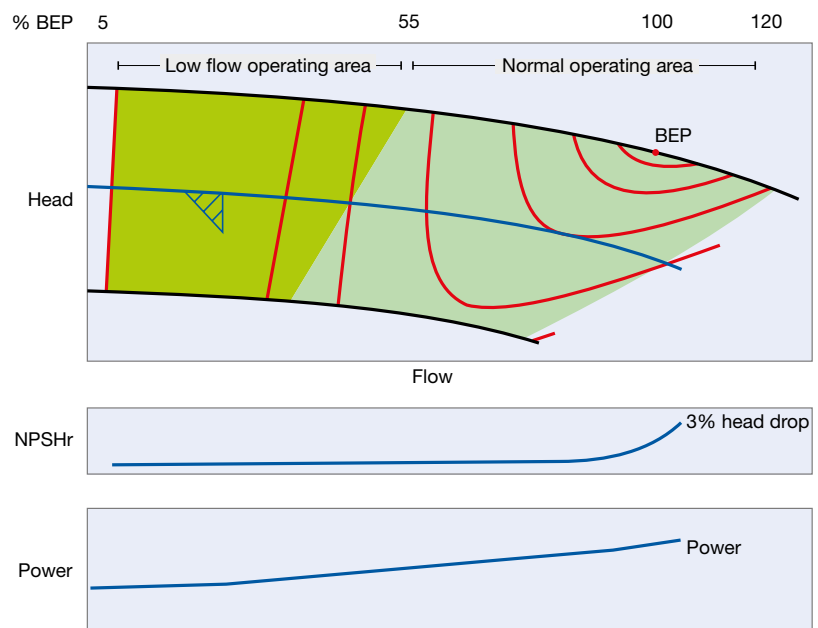 % BEP 5 55 100 120
Low flow operating area Normal operating area
BEP
Head
Flow
NPSHr
3% head drop
Power
Power